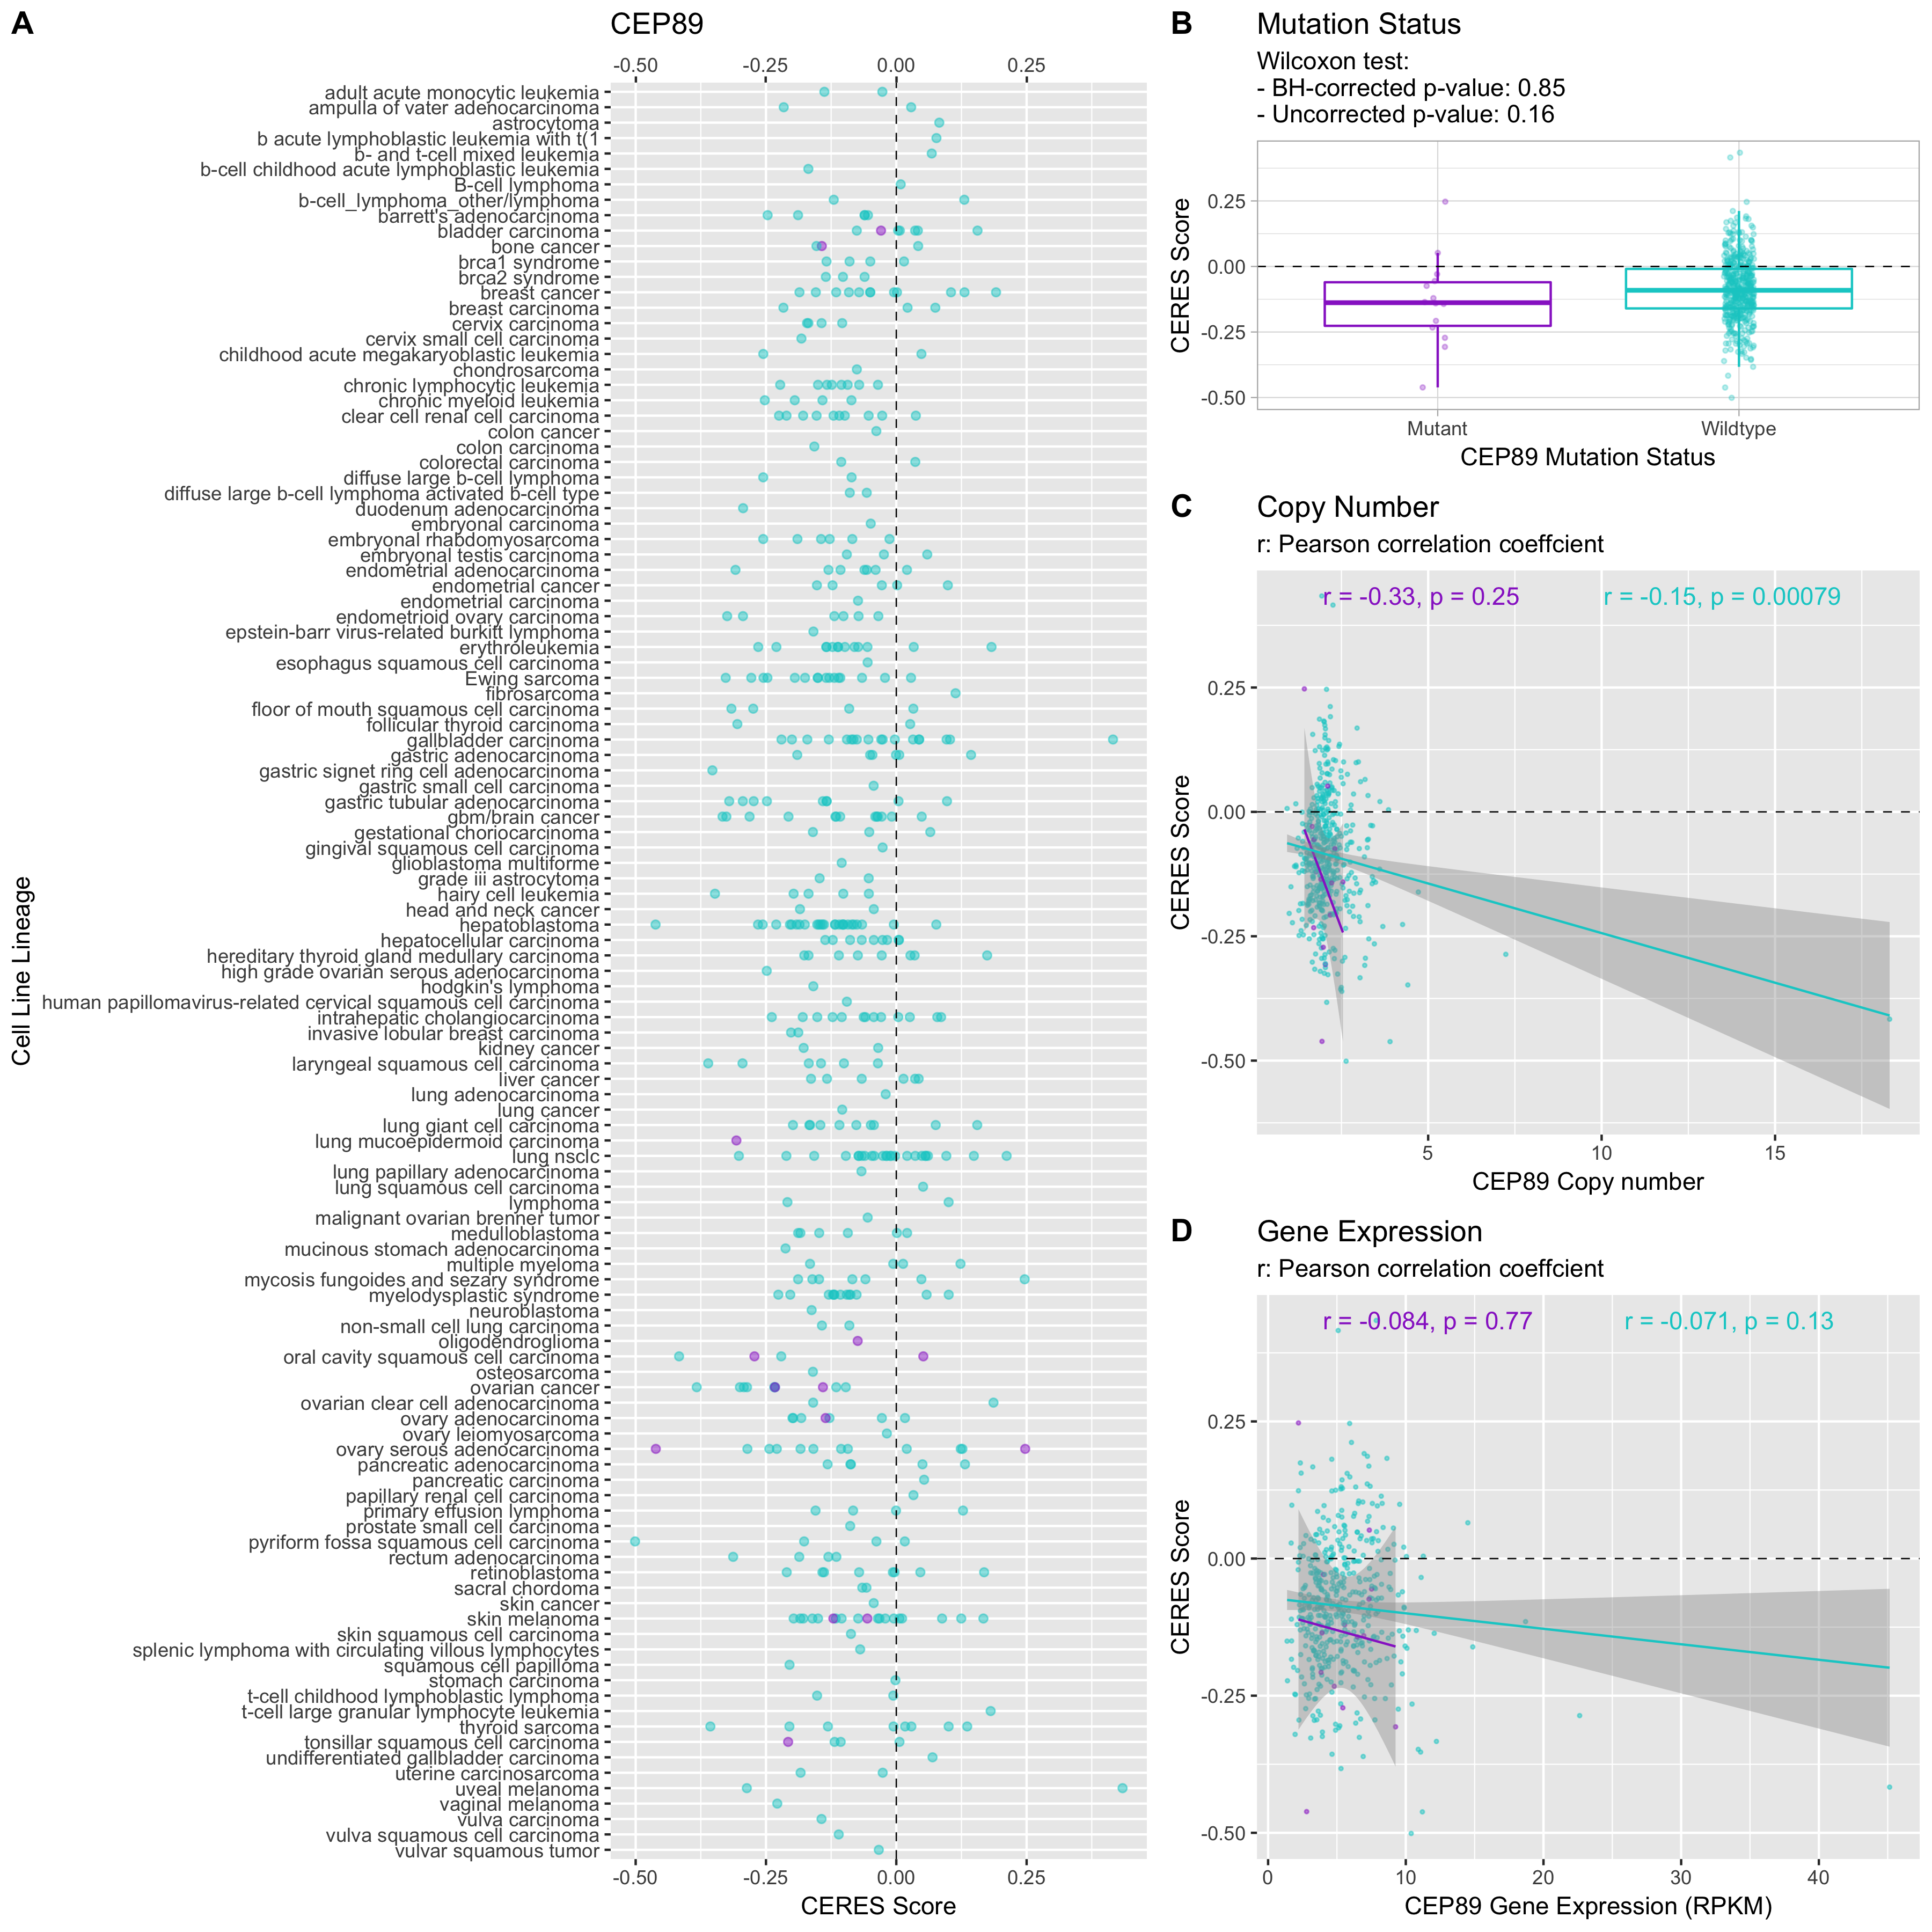 A
CEP89
-0.50 -0.25 0.00 0.25
adult acute monocytic leukemia
ampulla of vater adenocarcinoma
astrocytoma
b acute lymphoblastic leukemia with t(1
b- and t-cell mixed leukemia
b-cell childhood acute lymphoblastic leukemia
B-cell lymphoma
b-cell_lymphoma_other/lymphoma
barrett's adenocarcinoma
bladder carcinoma
bone cancer
brca1 syndrome
brca2 syndrome
breast cancer
breast carcinoma
cervix carcinoma
cervix small cell carcinoma
childhood acute megakaryoblastic leukemia
chondrosarcoma
chronic lymphocytic leukemia
chronic myeloid leukemia
clear cell renal cell carcinoma
colon cancer
colon carcinoma
colorectal carcinoma
diffuse large b-cell lymphoma
diffuse large b-cell lymphoma activated b-cell type
duodenum adenocarcinoma
embryonal carcinoma
embryonal rhabdomyosarcoma
embryonal testis carcinoma
endometrial adenocarcinoma
endometrial cancer
endometrial carcinoma
endometrioid ovary carcinoma
epstein-barr virus-related burkitt lymphoma
erythroleukemia
esophagus squamous cell carcinoma
Ewing sarcoma
fibrosarcoma
floor of mouth squamous cell carcinoma
follicular thyroid carcinoma
gallbladder carcinoma
gastric adenocarcinoma
gastric signet ring cell adenocarcinoma
gastric small cell carcinoma
gastric tubular adenocarcinoma
gbm/brain cancer
gestational choriocarcinoma
gingival squamous cell carcinoma
glioblastoma multiforme
grade iii astrocytoma
hairy cell leukemia
head and neck cancer
hepatoblastoma
hepatocellular carcinoma
hereditary thyroid gland medullary carcinoma
high grade ovarian serous adenocarcinoma
hodgkin's lymphoma
human papillomavirus-related cervical squamous cell carcinoma
intrahepatic cholangiocarcinoma
invasive lobular breast carcinoma
kidney cancer
laryngeal squamous cell carcinoma
liver cancer
lung adenocarcinoma
lung cancer
lung giant cell carcinoma
lung mucoepidermoid carcinoma
lung nsclc
lung papillary adenocarcinoma
lung squamous cell carcinoma
lymphoma
malignant ovarian brenner tumor
medulloblastoma
mucinous stomach adenocarcinoma
multiple myeloma
mycosis fungoides and sezary syndrome
myelodysplastic syndrome
neuroblastoma
non-small cell lung carcinoma
oligodendroglioma
oral cavity squamous cell carcinoma
osteosarcoma
ovarian cancer
ovarian clear cell adenocarcinoma
ovary adenocarcinoma
ovary leiomyosarcoma
ovary serous adenocarcinoma
pancreatic adenocarcinoma
pancreatic carcinoma
papillary renal cell carcinoma
primary effusion lymphoma
prostate small cell carcinoma
pyriform fossa squamous cell carcinoma
rectum adenocarcinoma
retinoblastoma
sacral chordoma
skin cancer
skin melanoma
skin squamous cell carcinoma
splenic lymphoma with circulating villous lymphocytes
squamous cell papilloma
stomach carcinoma
t-cell childhood lymphoblastic lymphoma
t-cell large granular lymphocyte leukemia
thyroid sarcoma
tonsillar squamous cell carcinoma
undifferentiated gallbladder carcinoma
uterine carcinosarcoma
uveal melanoma
vaginal melanoma
vulva carcinoma
vulva squamous cell carcinoma
vulvar squamous tumor
-0.50 -0.25 0.00 0.25
CERES Score
Cell Line Lineage
B
Mutation Status
Wilcoxon test:
- BH-corrected p-value: 0.85
- Uncorrected p-value: 0.16
0.25
0.00
-0.25
-0.50
CERES Score
Mutant Wildtype
CEP89 Mutation Status
C
Copy Number
r: Pearson correlation coeffcient
r = -0.33, p = 0.25 r = -0.15, p = 0.00079
0.25
0.00
-0.25
-0.50
CERES Score
5 10 15
CEP89 Copy number
D
Gene Expression
r: Pearson correlation coeffcient
r = -0.084, p = 0.77 r = -0.071, p = 0.13
0.25
0.00
-0.25
-0.50
CERES Score
0 10 20 30 40
CEP89 Gene Expression (RPKM)